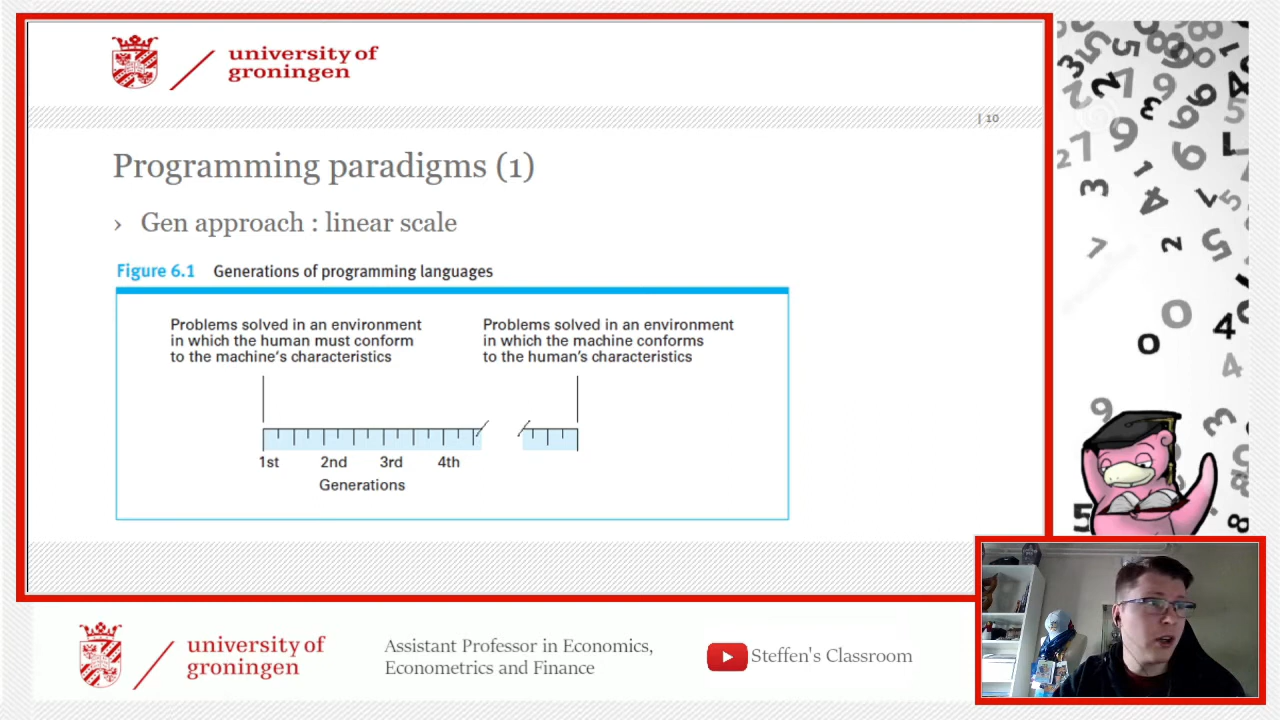 university of
groningen
| 10
Programming paradigms (1)
› Gen approach : linear scale
Figure 6.1 Generations of programming languages
Problems solved in an environment
in which the human must conform
to the machine's characteristics
Problems solved in an environment
in which the machine conforms
to the human's characteristics
1st 2nd 3rd 4th
Generations
university of
groningen
Assistant Professor in Economics,
Econometrics and Finance
Steffen's Classroom